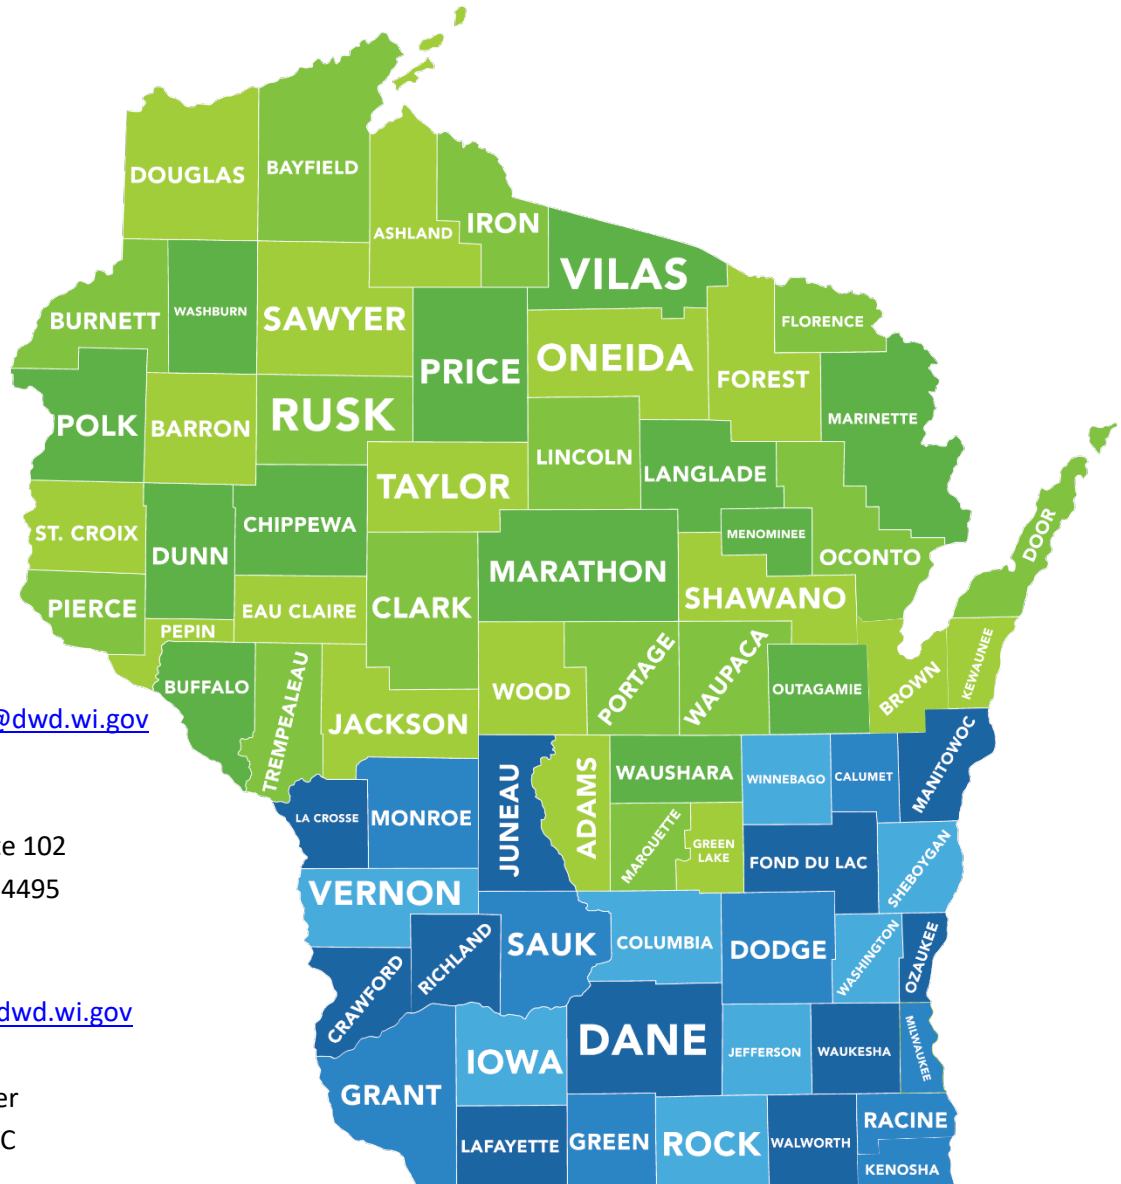 DOUGLAS
BAYFIELD
ASHLAND
IRON
VILAS
BURNETT
WASHBURN
SAWYER
PRICE
ONEIDA
FLORENCE
FOREST
POLK
BARRON
RUSK
MARINETTE
LINCOLN
LANGLADE
TAYLOR
ST. CROIX
DUNN
CHIPPEWA
MENOMINEE
OCONTO
DOOR
MARATHON
PIERCE
EAU CLAIRE
CLARK
SHAWANO
PEPIN
BUFFALO
TREMPEALEAU
JACKSON
WOOD
PORTAGE
WAUPACA
OUTAGAMIE
BROWN
KEWAUNEE
@dwd.wi.gov
LA CROSSE
MONROE
JUNEAU
ADAMS
WAUSHARA
WINNEBAGO
CALUMET
MANITOWOC
MARQUETTE
GREEN
LAKE
FOND DU LAC
SHEBOYGAN
e 102
4495
VERNON
CRAWFORD
RICHLAND
SAUK
COLUMBIA
DODGE
WASHINGTON
OZAUKEE
dwd.wi.gov
GRANT
IOWA
DANE
JEFFERSON
WAUKESHA
MILWAUKEE
er
C
LAFAYETTE
GREEN
ROCK
WALWORTH
RACINE
KENOSHA